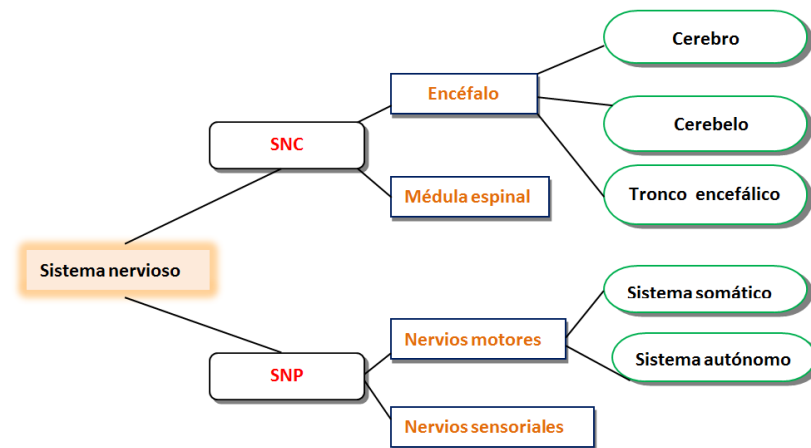 Cerebro
Encéfalo
Cerebelo
SNC
Médula espinal
Tronco encefálico
Sistema nervioso
Sistema somático
Nervios motores
Sistema autónomo
SNP
Nervios sensoriales